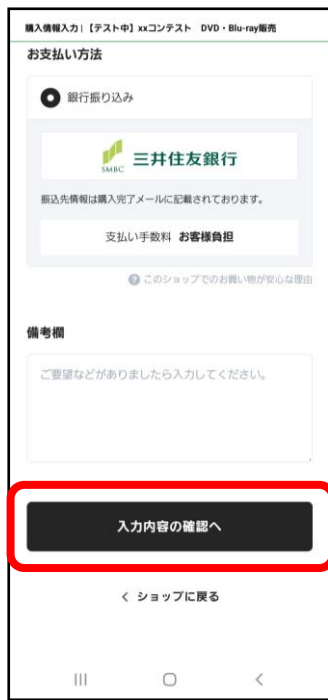 購入情報入力 | 【テスト中】xxコンテスト　DVD・Blu-ray販売
お支払い方法
銀行振り込み
SMBC 三井住友銀行
振込先情報は購入完了メールに記載されております。
支払い手数料 お客様負担
? このショップでのお買い物が安心な理由
備考欄
ご要望などがありましたら入力してください。
入力内容の確認へ
< ショップに戻る